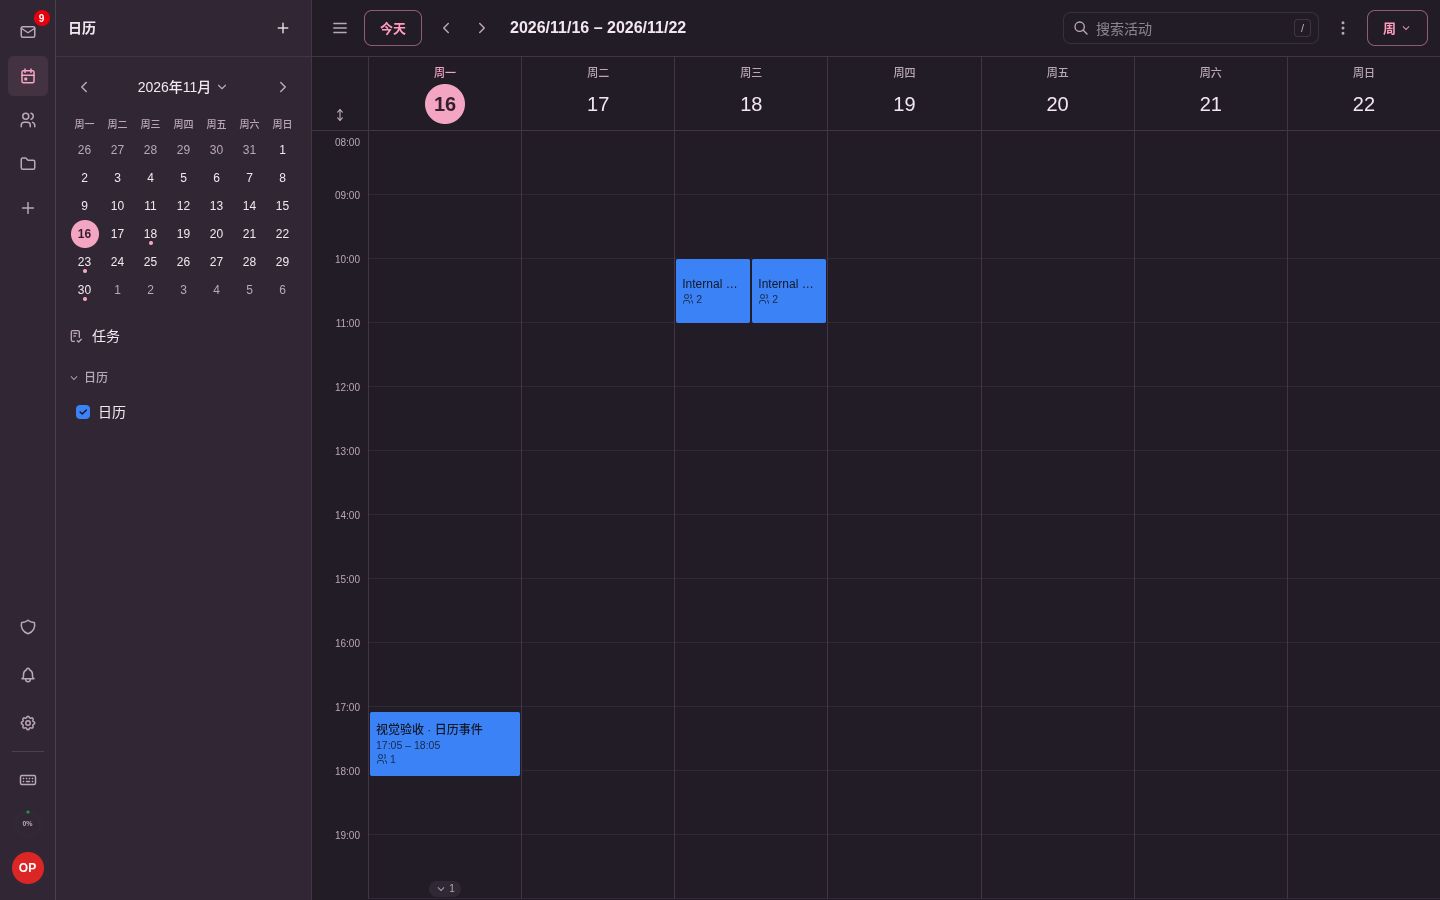 9
日历
今天
2026/11/16 – 2026/11/22
搜索活动
/
周
2026年11月
周一 周二 周三 周四 周五 周六 周日
26 27 28 29 30 31 1
2 3 4 5 6 7 8
9 10 11 12 13 14 15
16 17 18 19 20 21 22
23 24 25 26 27 28 29
30 1 2 3 4 5 6
任务
日历
日历
0%
OP
周一 周二 周三 周四 周五 周六 周日
16 17 18 19 20 21 22
08:00
09:00
10:00
Internal … Internal …
2 2
11:00
12:00
13:00
14:00
15:00
16:00
17:00
视觉验收 · 日历事件
17:05 – 18:05
1
18:00
19:00
1